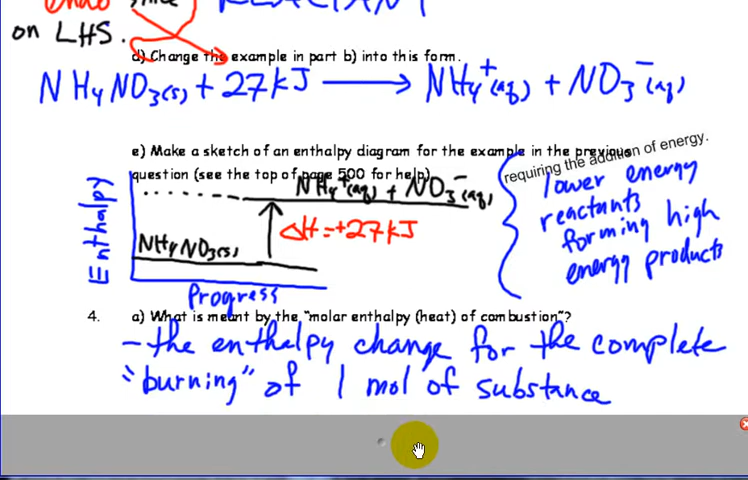 endo
REACTANT
on LHS.
d) Change the example in part b) into this form.
NH4NO3(s) + 27kJ ⟶ NH4+(aq) + NO3-(aq)
e) Make a sketch of an enthalpy diagram for the example in the previous
question (see the top of page 500 for help)
requiring the addition of energy.
lower energy
reactants
forming high
energy products
Enthalpy
NH4+(aq) + NO3-(aq)
ΔH=+27kJ
NH4NO3(s)
Progress
4. a) What is meant by the "molar enthalpy (heat) of combustion"?
- the enthalpy change for the complete
"burning" of 1 mol of substance